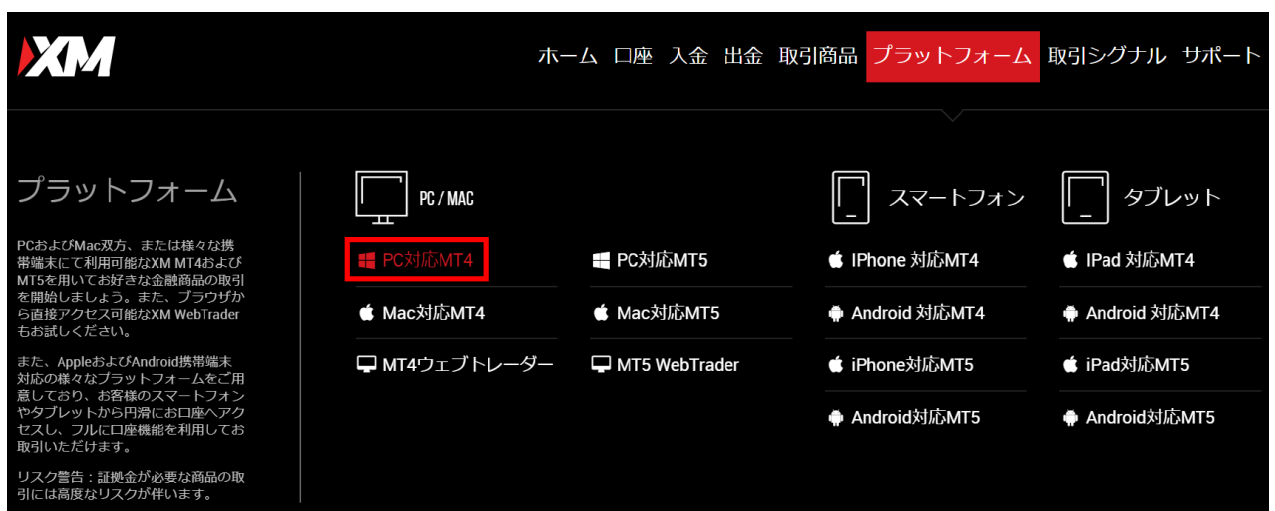 XM
ホーム 口座 入金 出金 取引商品 プラットフォーム 取引シグナル サポート
プラットフォーム
PCおよびMac双方、または様々な携
帯端末にて利用可能なXM MT4および
MT5を用いてお好きな金融商品の取引
を開始しましょう。また、ブラウザか
ら直接アクセス可能なXM WebTrader
もお試しください。
また、AppleおよびAndroid携帯端末
対応の様々なプラットフォームをご用
意しており、お客様のスマートフォン
やタブレットから円滑にお口座へアク
セスし、フルに口座機能を利用してお
取引いただけます。
リスク警告：証拠金が必要な商品の取
引には高度なリスクが伴います。
PC / MAC
PC対応MT4
Mac対応MT4
MT4ウェブトレーダー
PC対応MT5
Mac対応MT5
MT5 WebTrader
スマートフォン
IPhone 対応MT4
Android 対応MT4
iPhone対応MT5
Android対応MT5
タブレット
IPad 対応MT4
Android 対応MT4
iPad対応MT5
Android対応MT5